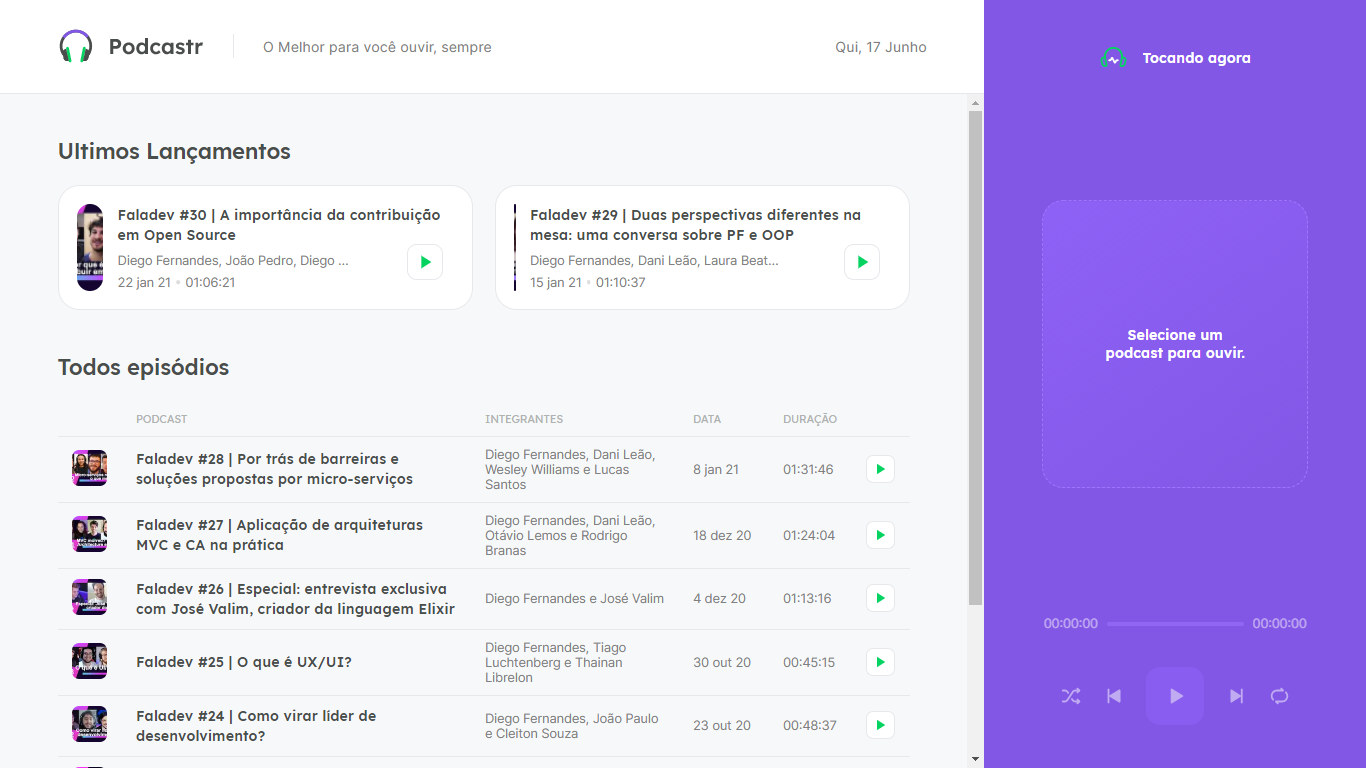 Podcastr
O Melhor para você ouvir, sempre
Qui, 17 Junho
Ultimos Lançamentos
Faladev #30 | A importância da contribuição
em Open Source
Diego Fernandes, João Pedro, Diego ...
22 jan 21 • 01:06:21
Faladev #29 | Duas perspectivas diferentes na
mesa: uma conversa sobre PF e OOP
Diego Fernandes, Dani Leão, Laura Beat...
15 jan 21 • 01:10:37
Todos episódios
PODCAST INTEGRANTES DATA DURAÇÃO
Faladev #28 | Por trás de barreiras e
soluções propostas por micro-serviços
Diego Fernandes, Dani Leão,
Wesley Williams e Lucas
Santos
8 jan 21
01:31:46
Faladev #27 | Aplicação de arquiteturas
MVC e CA na prática
Diego Fernandes, Dani Leão,
Otávio Lemos e Rodrigo
Branas
18 dez 20
01:24:04
Faladev #26 | Especial: entrevista exclusiva
com José Valim, criador da linguagem Elixir
Diego Fernandes e José Valim
4 dez 20
01:13:16
Faladev #25 | O que é UX/UI?
Diego Fernandes, Tiago
Luchtenberg e Thainan
Librelon
30 out 20
00:45:15
Faladev #24 | Como virar líder de
desenvolvimento?
Diego Fernandes, João Paulo
e Cleiton Souza
23 out 20
00:48:37
Tocando agora
Selecione um
podcast para ouvir.
00:00:00
00:00:00